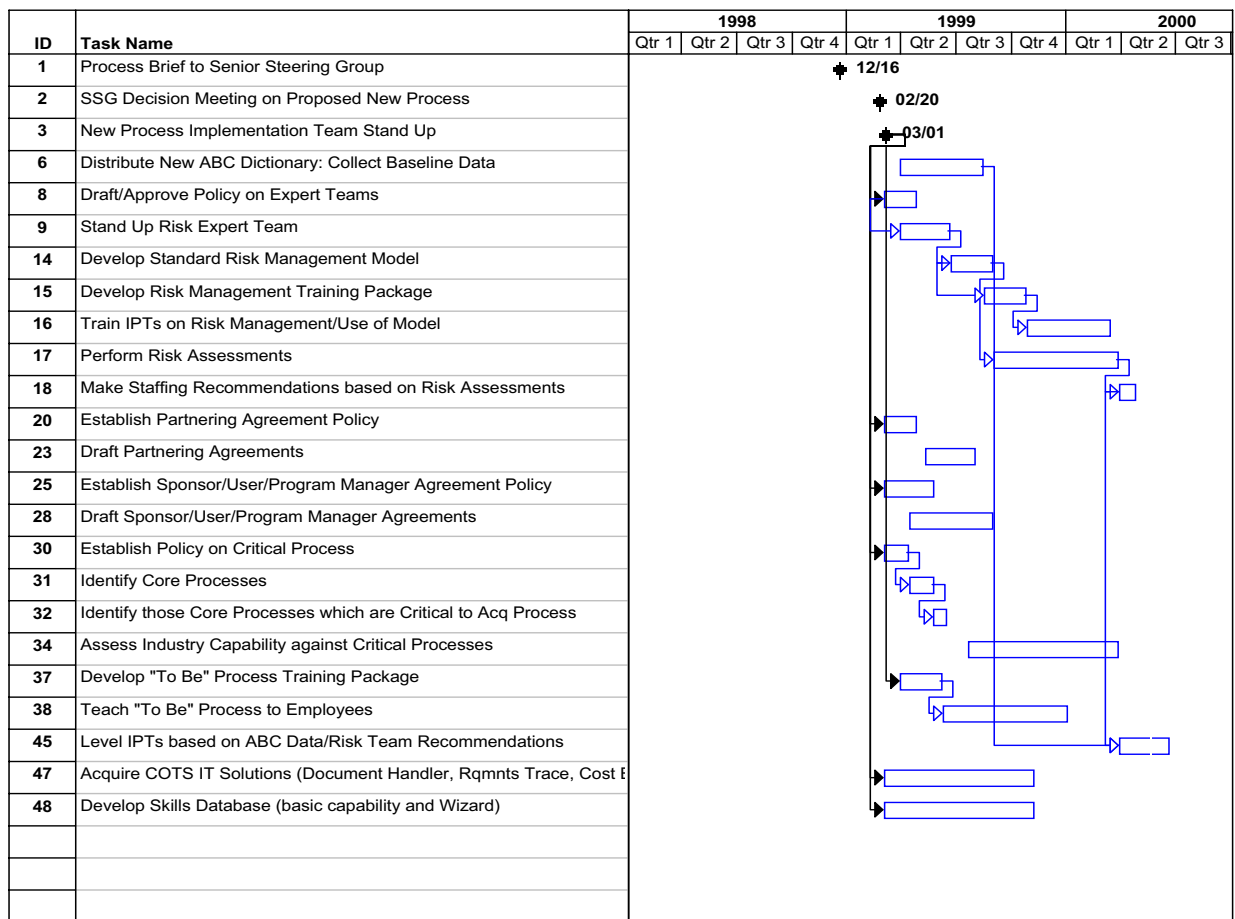 1998 1999 2000
ID Task Name Qtr 1 Qtr 2 Qtr 3 Qtr 4 Qtr 1 Qtr 2 Qtr 3 Qtr 4 Qtr 1 Qtr 2 Qtr 3
1 Process Brief to Senior Steering Group 12/16
2 SSG Decision Meeting on Proposed New Process 02/20
3 New Process Implementation Team Stand Up 03/01
6 Distribute New ABC Dictionary: Collect Baseline Data
8 Draft/Approve Policy on Expert Teams
9 Stand Up Risk Expert Team
14 Develop Standard Risk Management Model
15 Develop Risk Management Training Package
16 Train IPTs on Risk Management/Use of Model
17 Perform Risk Assessments
18 Make Staffing Recommendations based on Risk Assessments
20 Establish Partnering Agreement Policy
23 Draft Partnering Agreements
25 Establish Sponsor/User/Program Manager Agreement Policy
28 Draft Sponsor/User/Program Manager Agreements
30 Establish Policy on Critical Process
31 Identify Core Processes
32 Identify those Core Processes which are Critical to Acq Process
34 Assess Industry Capability against Critical Processes
37 Develop "To Be" Process Training Package
38 Teach "To Be" Process to Employees
45 Level IPTs based on ABC Data/Risk Team Recommendations
47 Acquire COTS IT Solutions (Document Handler, Rqmnts Trace, Cost
48 Develop Skills Database (basic capability and Wizard)